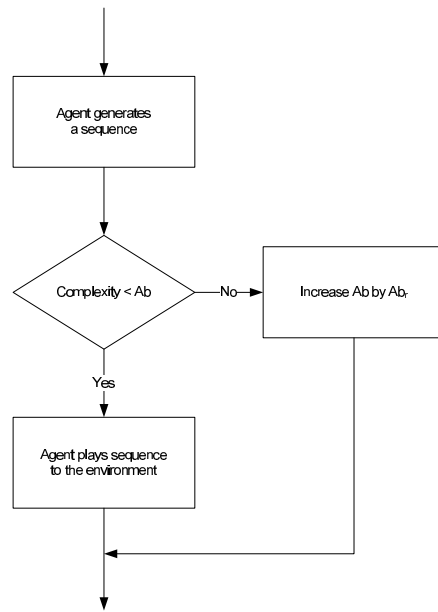 Agent generates
a sequence
Complexity < Ab
No
Increase Ab by Abᵣ
Yes
Agent plays sequence
to the environment